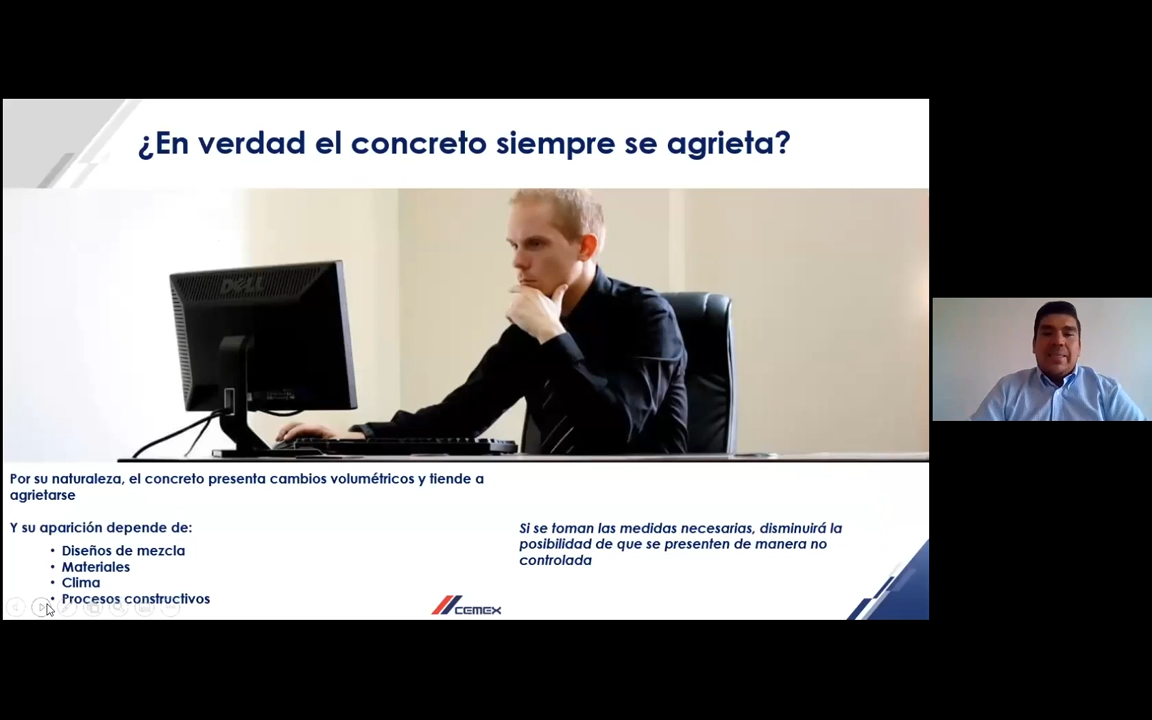 ¿En verdad el concreto siempre se agrieta?
DELL
Por su naturaleza, el concreto presenta cambios volumétricos y tiende a
agrietarse
Y su aparición depende de:
• Diseños de mezcla
• Materiales
• Clima
• Procesos constructivos
Si se toman las medidas necesarias, disminuirá la
posibilidad de que se presenten de manera no
controlada
CEMEX